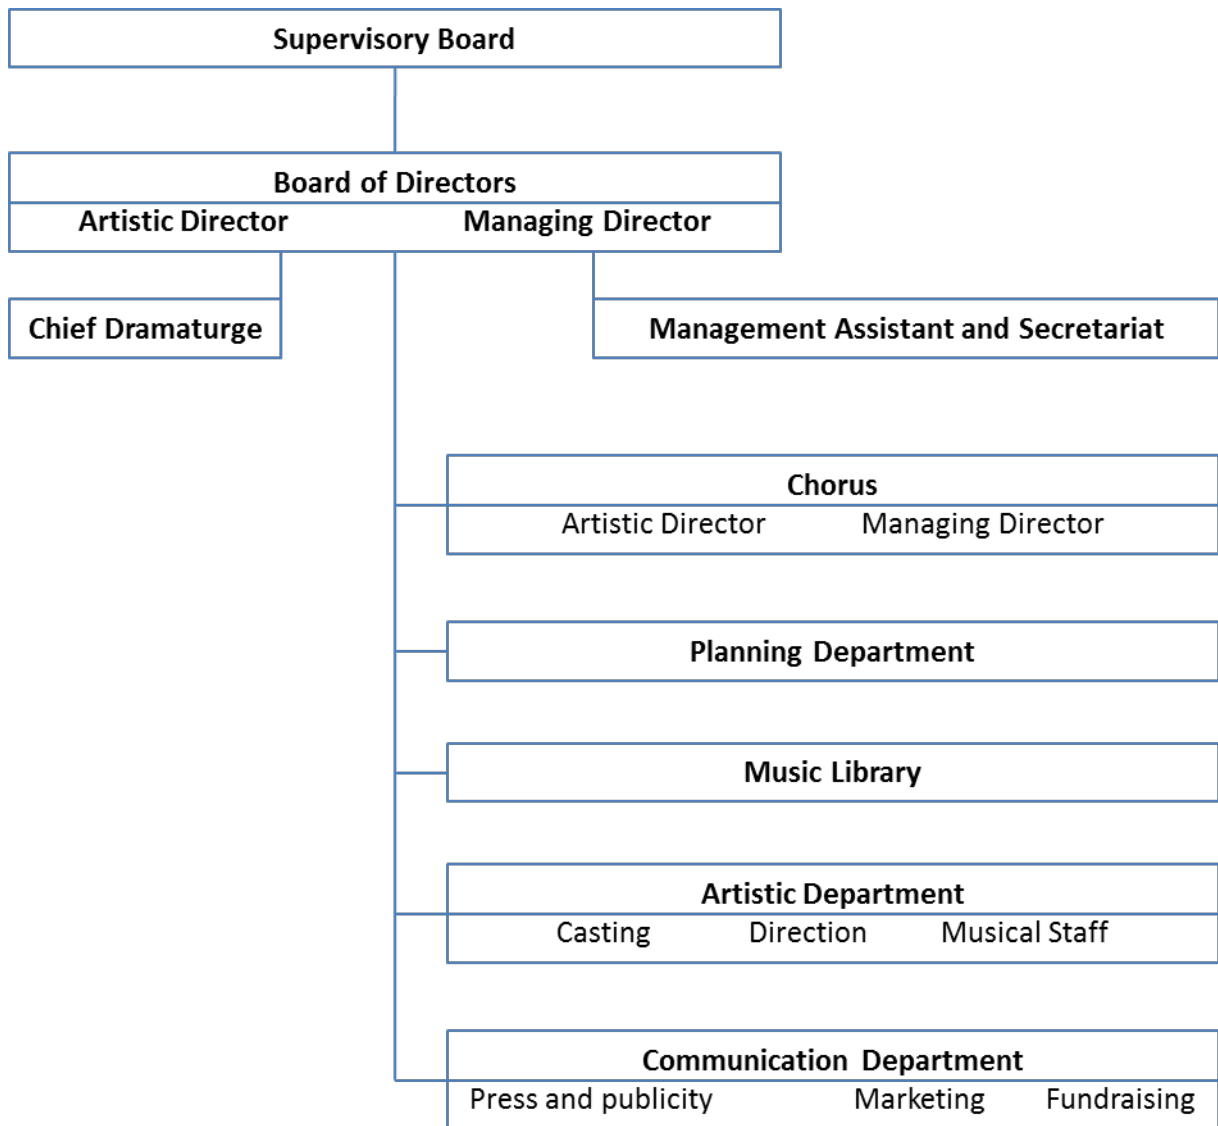 Supervisory Board
Board of Directors
Artistic Director Managing Director
Chief Dramaturge
Management Assistant and Secretariat
Chorus
Artistic Director Managing Director
Planning Department
Music Library
Artistic Department
Casting Direction Musical Staff
Communication Department
Press and publicity Marketing Fundraising